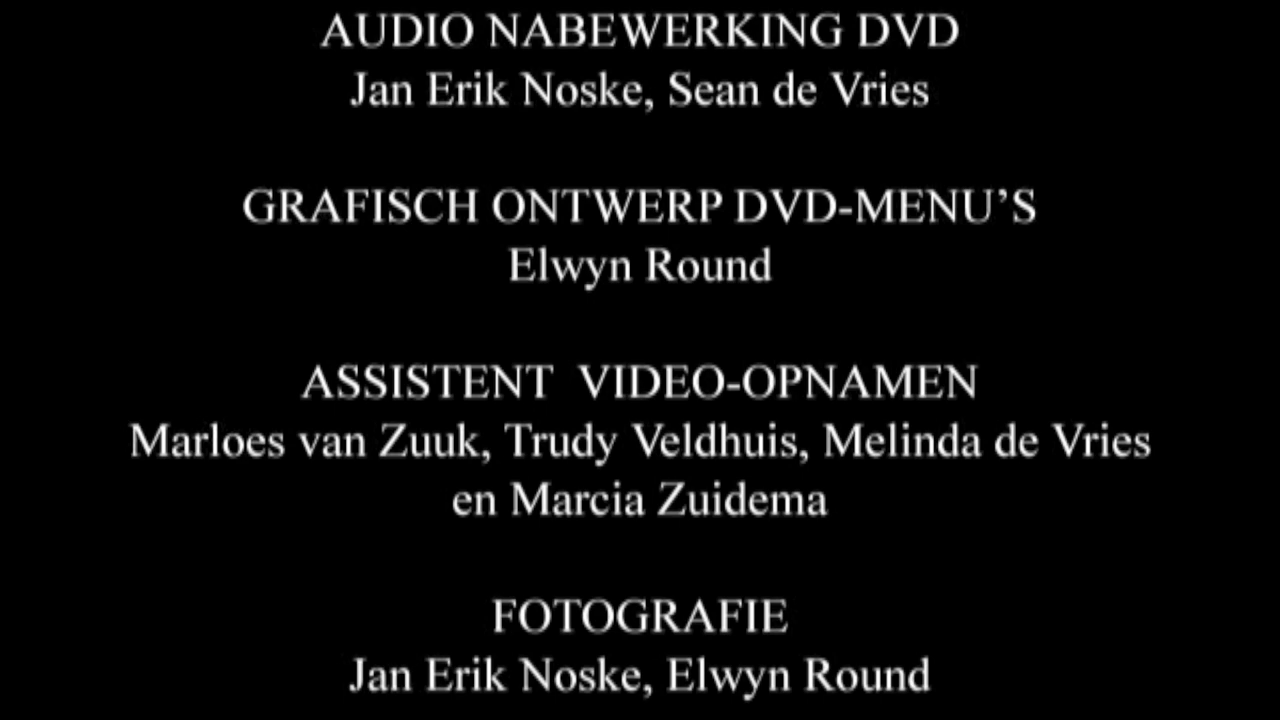 AUDIO NABEWERKING DVD
Jan Erik Noske, Sean de Vries
GRAFISCH ONTWERP DVD-MENU’S
Elwyn Round
ASSISTENT  VIDEO-OPNAMEN
Marloes van Zuuk, Trudy Veldhuis, Melinda de Vries
en Marcia Zuidema
FOTOGRAFIE
Jan Erik Noske, Elwyn Round